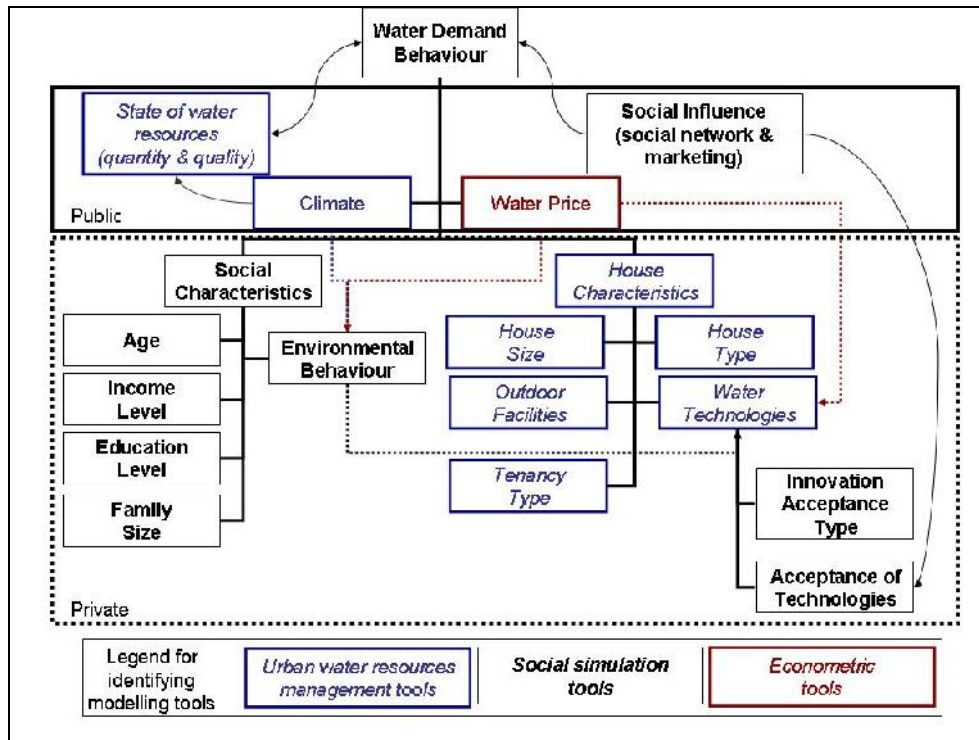 Water Demand
Behaviour
State of water
resources
(quantity & quality)
Social Influence
(social network &
marketing)
Climate
Water Price
Public
Social
Characteristics
House
Characteristics
Age
Environmental
Behaviour
House
Size
House
Type
Income
Level
Outdoor
Facilities
Water
Technologies
Education
Level
Tenancy
Type
Family
Size
Innovation
Acceptance
Type
Acceptance of
Technologies
Private
Legend for
identifying
modelling tools
Urban water resources
management tools
Social simulation
tools
Econometric
tools